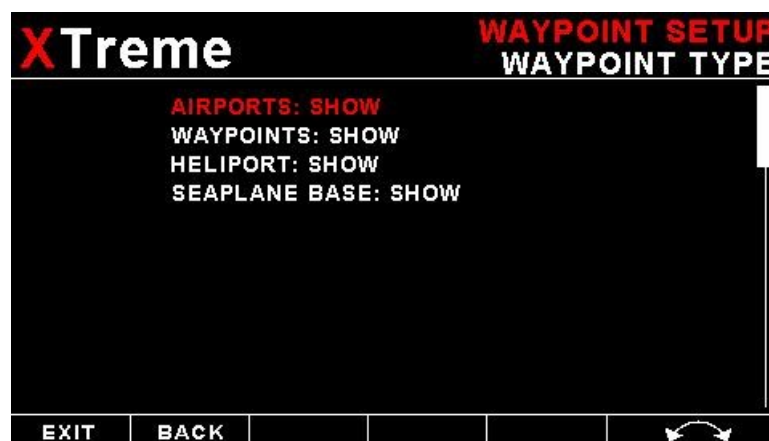 XTreme
WAYPOINT SETUP
WAYPOINT TYPE
AIRPORTS: SHOW
WAYPOINTS: SHOW
HELIPORT: SHOW
SEAPLANE BASE: SHOW
EXIT BACK